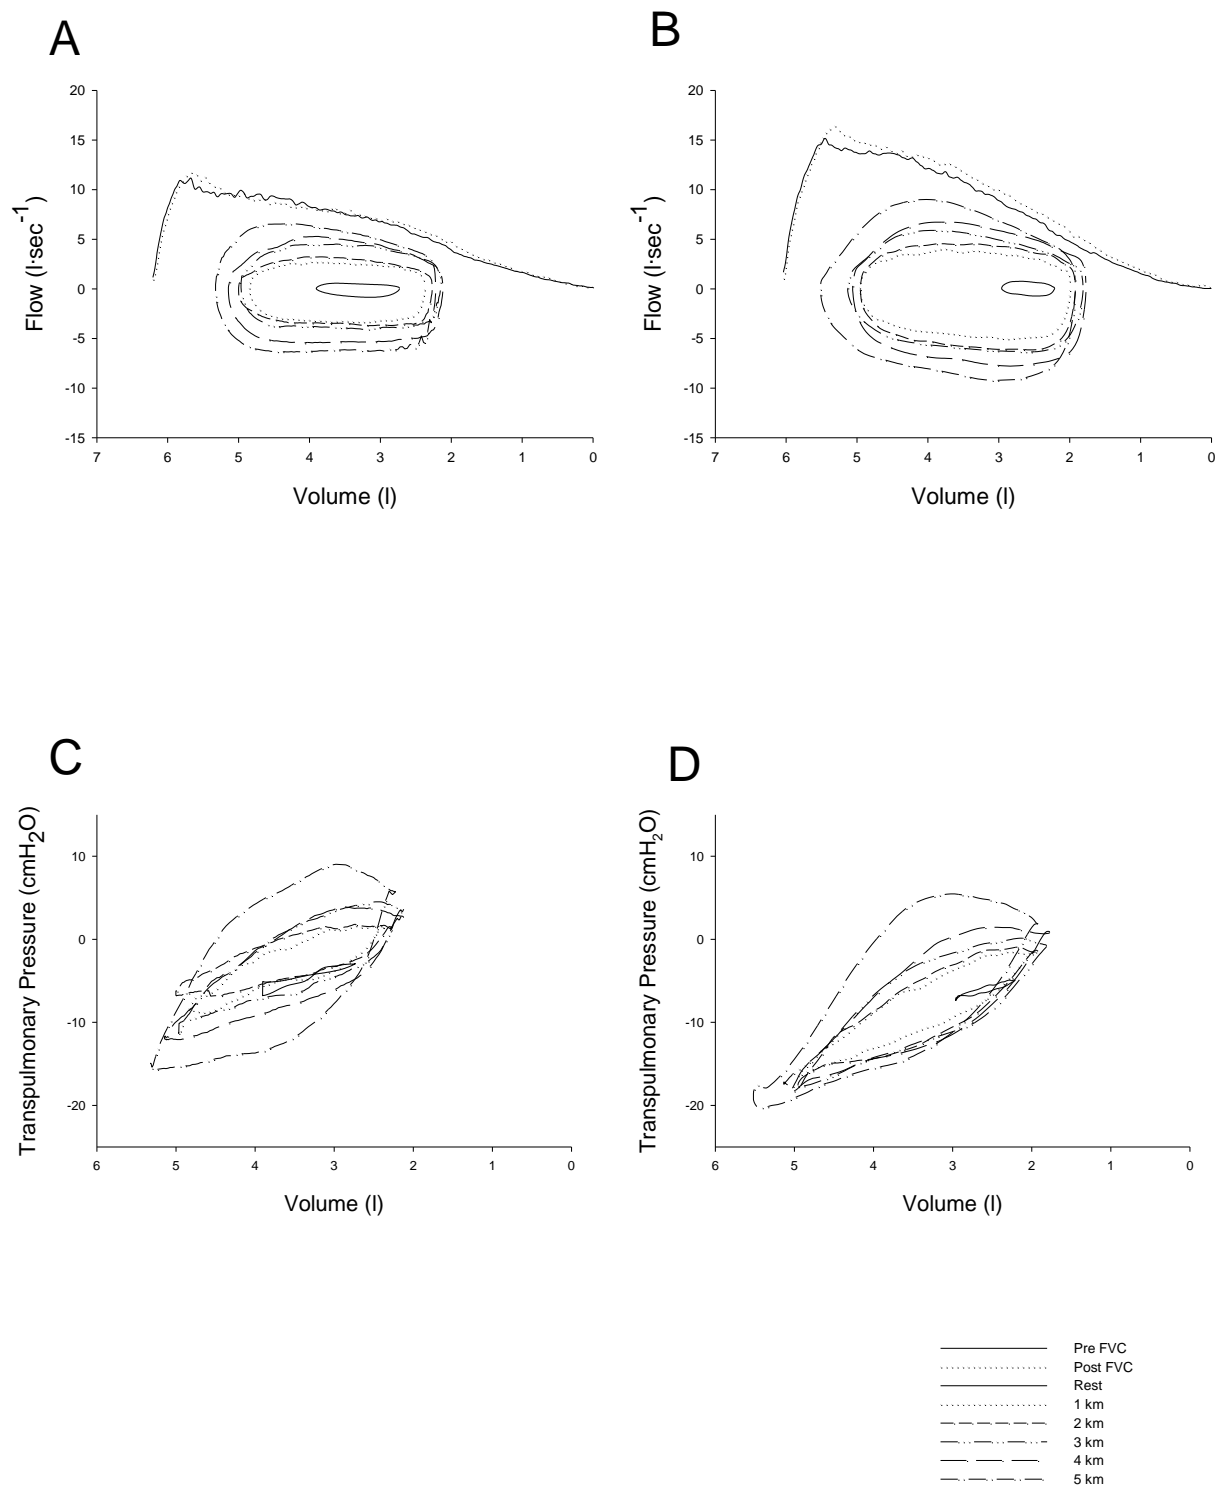 A
20
15
10
5
0
-5
-10
-15
7
6
5
4
3
2
1
0
Flow (l·sec-1)
Volume (l)
B
20
15
10
5
0
-5
-10
-15
7
6
5
4
3
2
1
0
Flow (l·sec-1)
Volume (l)
C
10
0
-10
-20
6
5
4
3
2
1
0
Transpulmonary Pressure (cmH2O)
Volume (l)
D
10
0
-10
-20
6
5
4
3
2
1
0
Transpulmonary Pressure (cmH2O)
Volume (l)
Pre FVC
Post FVC
Rest
1 km
2 km
3 km
4 km
5 km